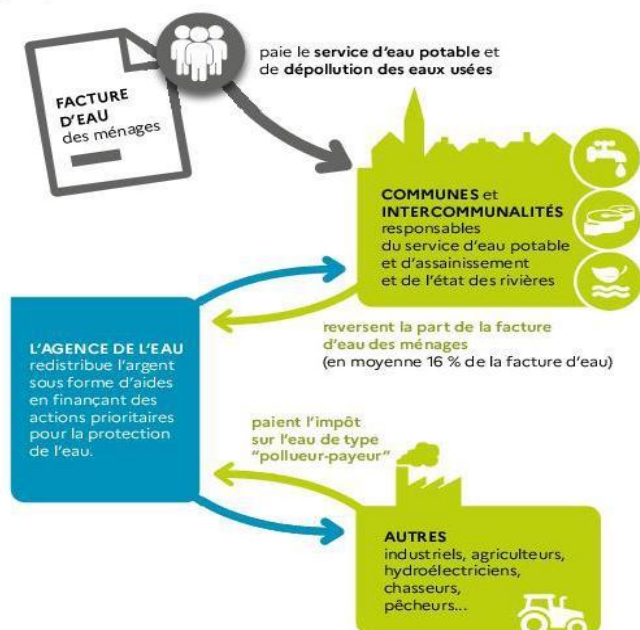 paie le service d'eau potable et
de dépollution des eaux usées
FACTURE
D'EAU
des ménages
COMMUNES et
INTERCOMMUNALITÉS
responsables
du service d'eau potable
et d'assainissement
et de l'état des rivières
reversent la part de la facture
d'eau des ménages
(en moyenne 16 % de la facture d'eau)
L'AGENCE DE L'EAU
redistribue l'argent
sous forme d'aides
en finançant des
actions prioritaires
pour la protection
de l'eau.
paient l'impôt
sur l'eau de type
"pollueur-payeur"
AUTRES
industriels, agriculteurs,
hydroélectriciens,
chasseurs,
pêcheurs...